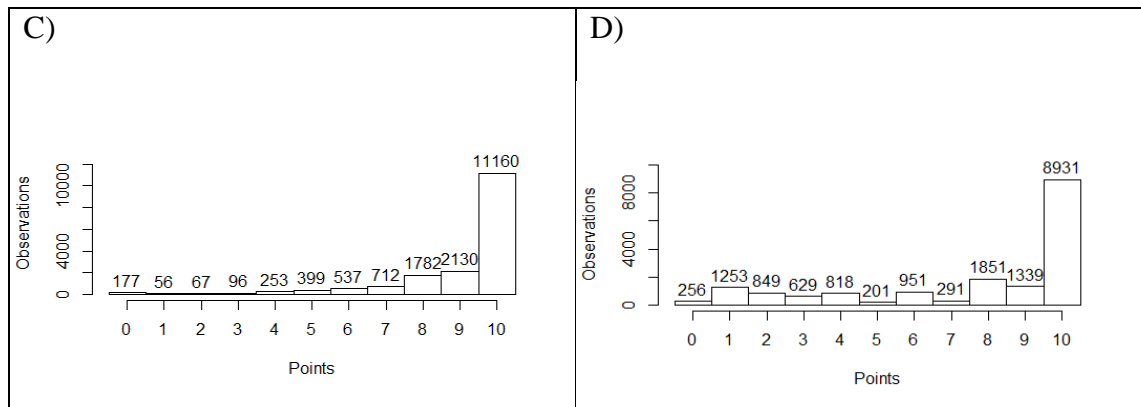 C)
Observations
10000
4000
0
177 56 67 96 253 399 537 712 1782 2130 11160
0 1 2 3 4 5 6 7 8 9 10
Points
D)
Observations
8000
4000
0
256 1253 849 629 818 201 951 291 1851 1339 8931
0 1 2 3 4 5 6 7 8 9 10
Points